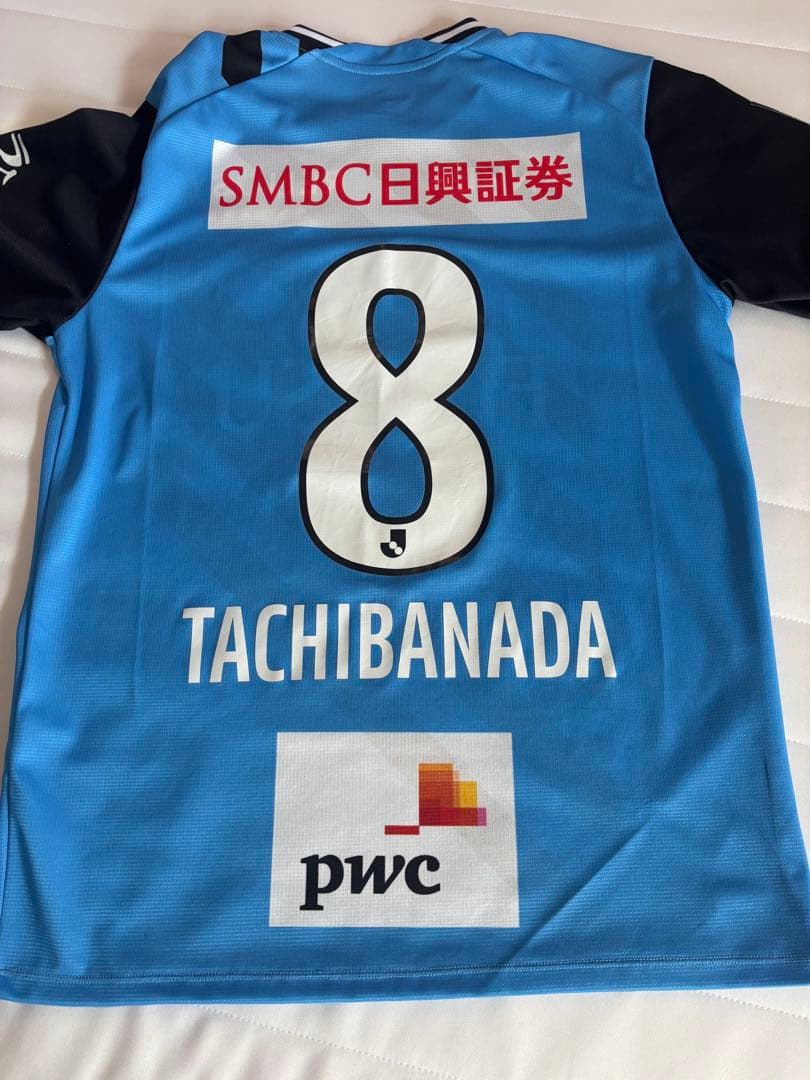 SMBC日興証券
8
TACHIBANADA
pwc